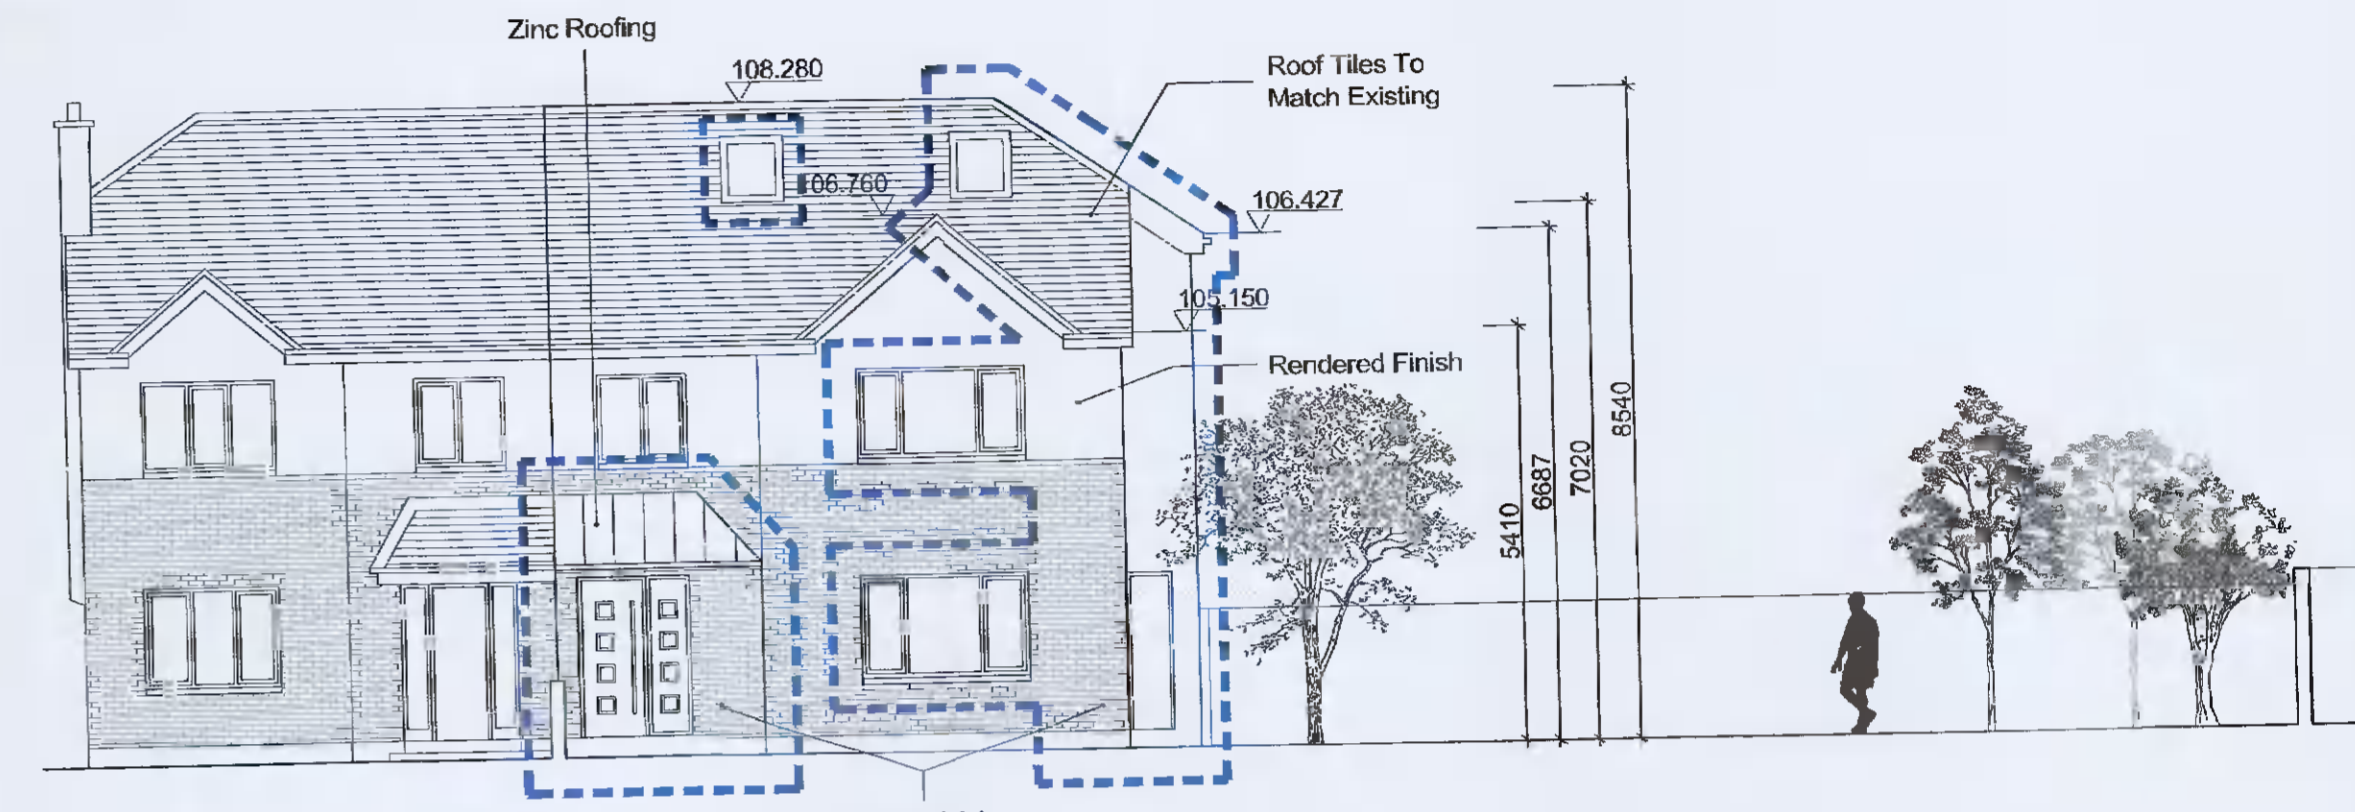 Zinc Roofing
108.280
Roof Tiles To
Match Existing
06.760
106.427
105.150
Rendered Finish
5410
6687
7020
8540